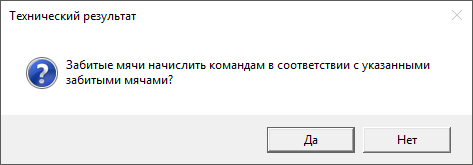 Технический результат
Забитые мячи начислить командам в соответствии с указанными
забитыми мячами?
Да
Нет